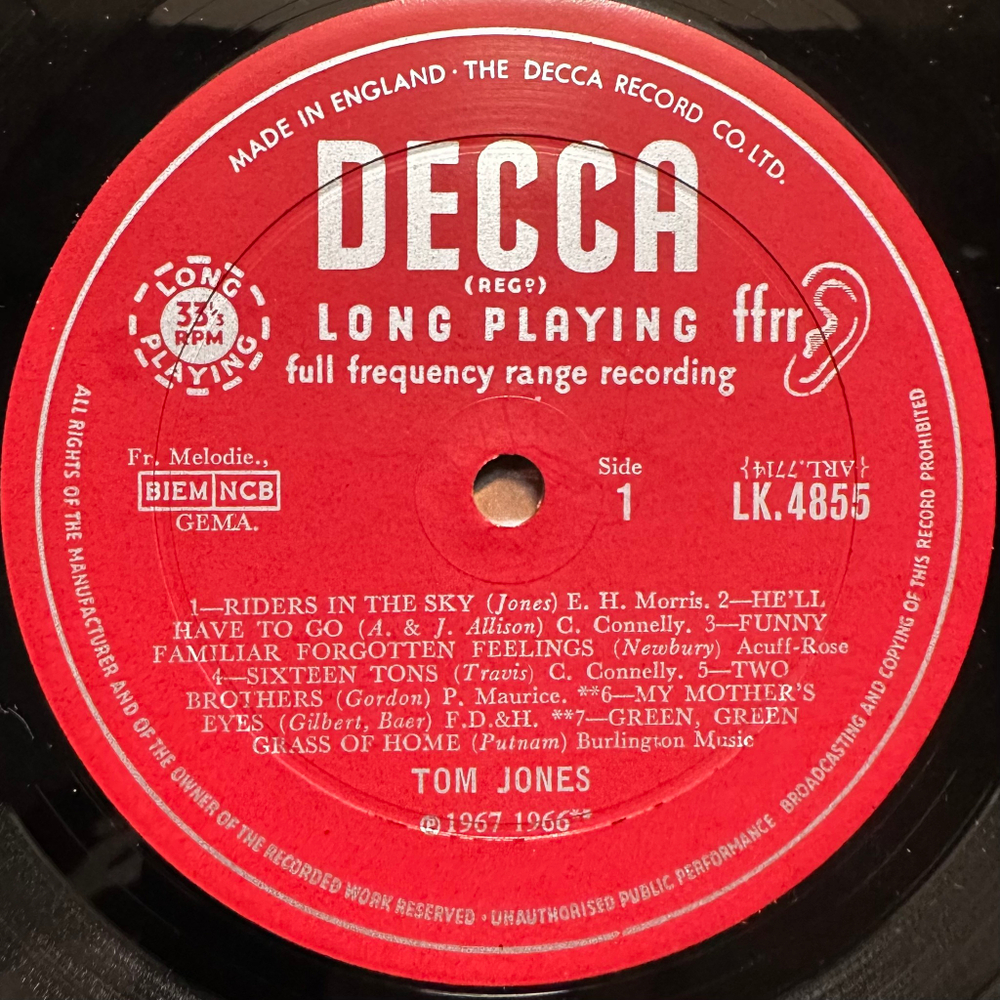 MADE IN ENGLAND · THE DECCA RECORD CO. LTD.
DECCA
(REGᴰ)
LONG PLAYING
full frequency range recording
LONG
33 1/3
RPM
PLAYING
ffrr
Fr. Melodie.,
BIEM NCB
GEMA.
Side
1
{ARL.7714}
LK.4855
1—RIDERS IN THE SKY (Jones) E. H. Morris. 2—HE'LL
HAVE TO GO (A. & J. Allison) C. Connelly. 3—FUNNY
FAMILIAR FORGOTTEN FEELINGS (Newbury) Acuff-Rose
4—SIXTEEN TONS (Travis) C. Connelly. 5—TWO
BROTHERS (Gordon) P. Maurice. **6—MY MOTHER'S
EYES (Gilbert, Baer) F.D.&H. **7—GREEN, GREEN
GRASS OF HOME (Putnam) Burlington Music
TOM JONES
℗ 1967 1966**
ALL RIGHTS OF THE MANUFACTURER AND OF THE OWNER OF THE RECORDED WORK RESERVED · UNAUTHORISED PUBLIC PERFORMANCE BROADCASTING AND COPYING OF THIS RECORD PROHIBITED